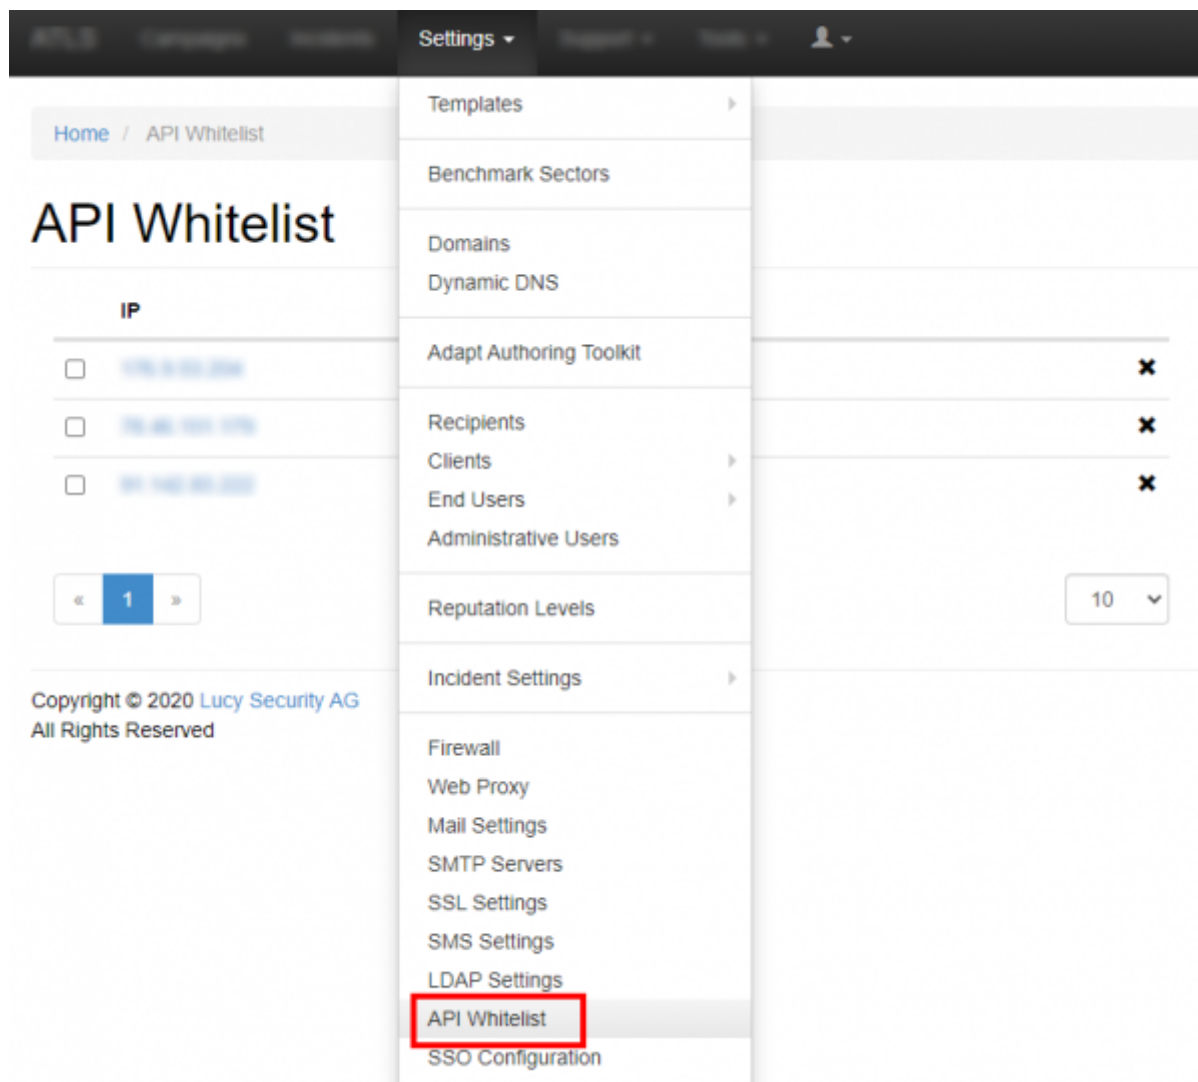 Settings
Home / API Whitelist
API Whitelist
IP
« 1 »
10
Copyright © 2020 Lucy Security AG
All Rights Reserved
Templates
Benchmark Sectors
Domains
Dynamic DNS
Adapt Authoring Toolkit
Recipients
Clients
End Users
Administrative Users
Reputation Levels
Incident Settings
Firewall
Web Proxy
Mail Settings
SMTP Servers
SSL Settings
SMS Settings
LDAP Settings
API Whitelist
SSO Configuration